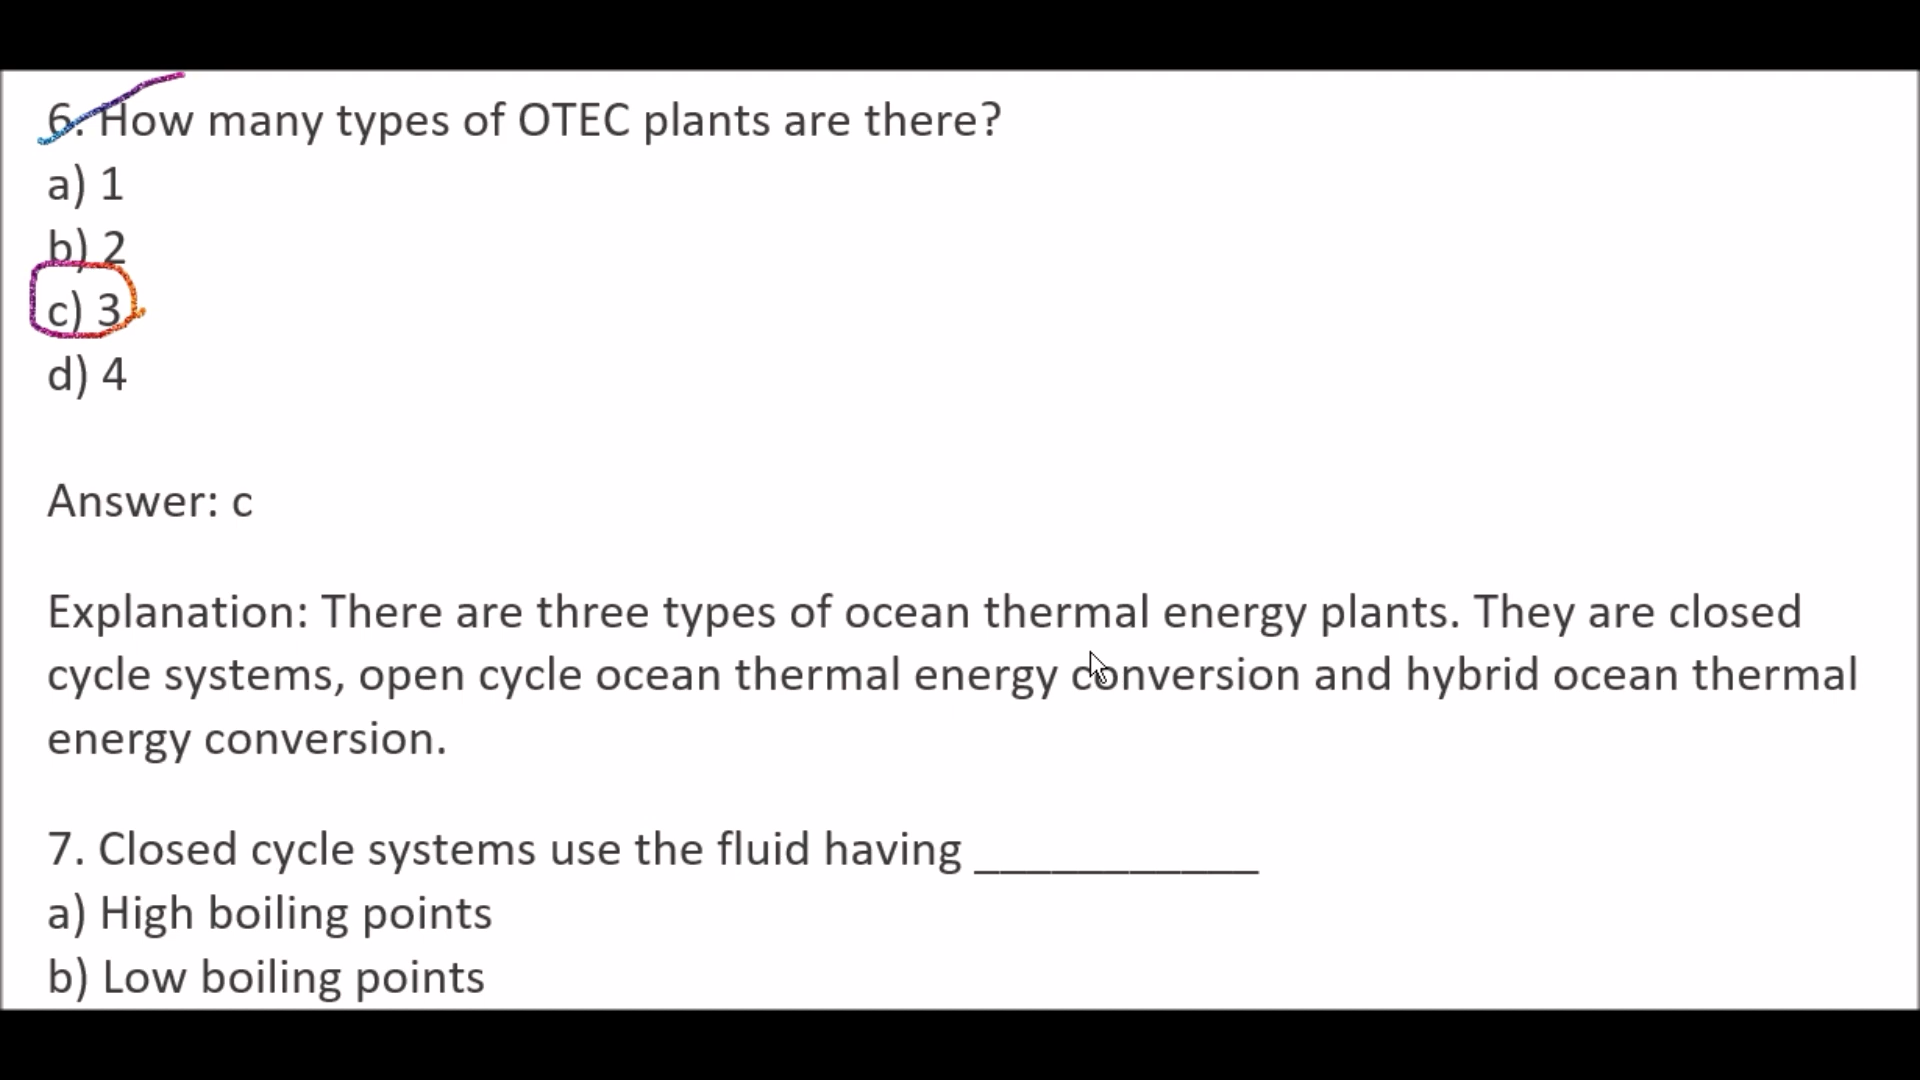 6. How many types of OTEC plants are there?
a) 1
b) 2
c) 3
d) 4
Answer: c
Explanation: There are three types of ocean thermal energy plants. They are closed
cycle systems, open cycle ocean thermal energy conversion and hybrid ocean thermal
energy conversion.
7. Closed cycle systems use the fluid having ___________
a) High boiling points
b) Low boiling points